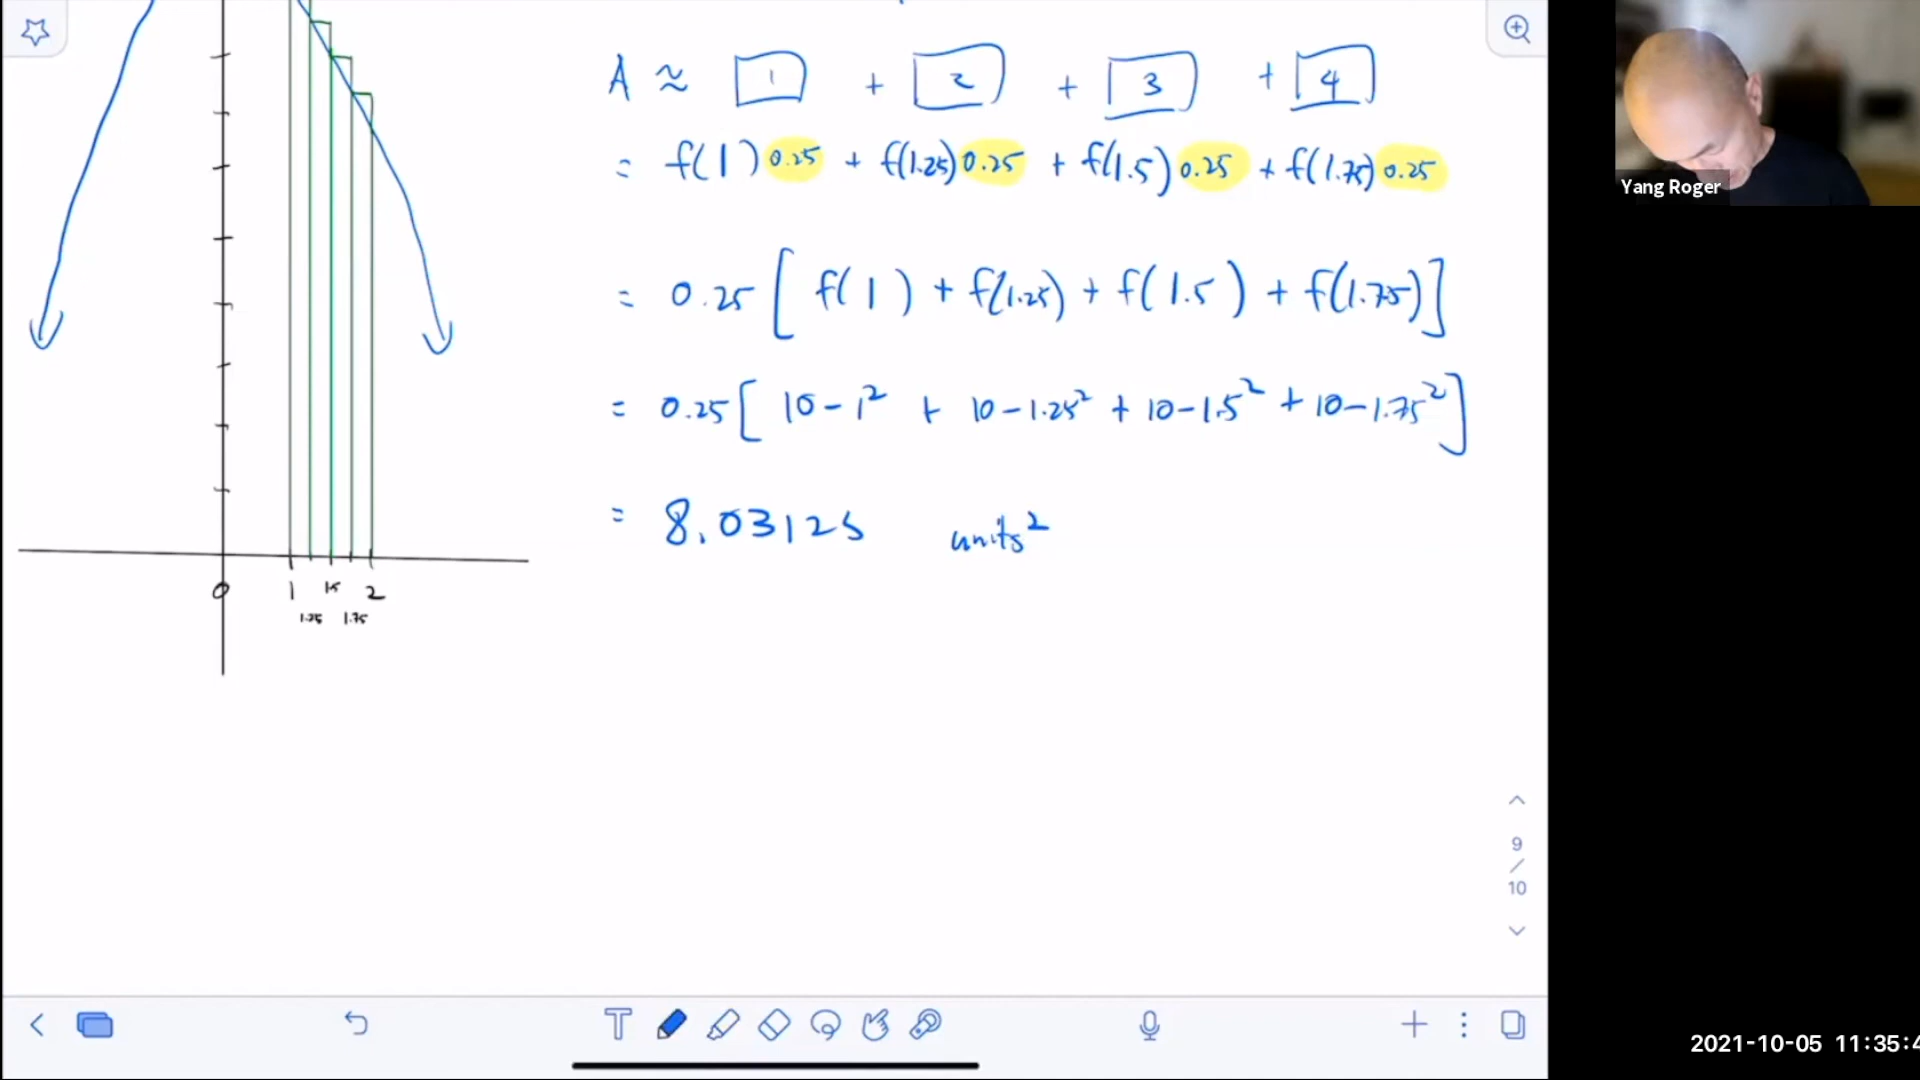 A ≈ 1 + 2 + 3 + 4
= f(1) 0.25 + f(1.25) 0.25 + f(1.5) 0.25 + f(1.75) 0.25
= 0.25 [ f(1) + f(1.25) + f(1.5) + f(1.75) ]
= 0.25 [ 10 - 1² + 10 - 1.25² + 10 - 1.5² + 10 - 1.75² ]
= 8.03125 units²
0 1 1.5 2
1.25 1.75
Yang Roger
9
/
10
T
2021-10-05 11:35:4